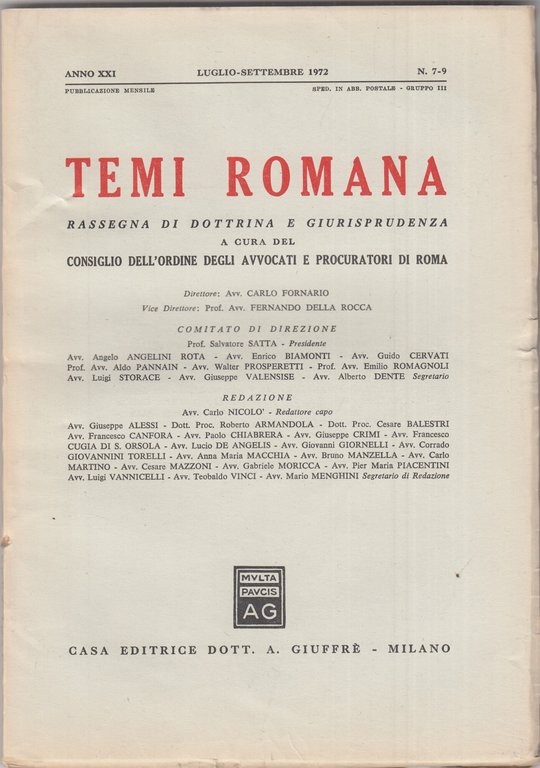 ANNO XXI LUGLIO-SETTEMBRE 1972 N. 7-9
PUBBLICAZIONE MENSILE SPED. IN ABB. POSTALE - GRUPPO III
TEMI ROMANA
RASSEGNA DI DOTTRINA E GIURISPRUDENZA
A CURA DEL
CONSIGLIO DELL'ORDINE DEGLI AVVOCATI E PROCURATORI DI ROMA
Direttore: Avv. CARLO FORNARIO
Vice Direttore: Prof. Avv. FERNANDO DELLA ROCCA
COMITATO DI DIREZIONE
Prof. Salvatore SATTA - Presidente
Avv. Angelo ANGELINI ROTA - Avv. Enrico BIAMONTI - Avv. Guido CERVATI
Prof. Avv. Aldo PANNAIN - Avv. Walter PROSPERETTI - Prof. Avv. Emilio ROMAGNOLI
Avv. Luigi STORACE - Avv. Giuseppe VALENSISE - Avv. Alberto DENTE Segretario
REDAZIONE
Avv. Carlo NICOLO' - Redattore capo
Avv. Giuseppe ALESSI - Dott. Proc. Roberto ARMANDOLA - Dott. Proc. Cesare BALESTRI
Avv. Francesco CANFORA - Avv. Paolo CHIABRERA - Avv. Giuseppe CRIMI - Avv. Francesco
CUGIA DI S. ORSOLA - Avv. Lucio DE ANGELIS - Avv. Giovanni GIORNELLI - Avv. Corrado
GIOVANNINI TORELLI - Avv. Anna Maria MACCHIA - Avv. Bruno MANZELLA - Avv. Carlo
MARTINO - Avv. Cesare MAZZONI - Avv. Gabriele MORICCA - Avv. Pier Maria PIACENTINI
Avv. Luigi VANNICELLI - Avv. Teobaldo VINCI - Avv. Mario MENGHINI Segretario di Redazione
MVLTA
PAVCIS
AG
CASA EDITRICE DOTT. A. GIUFFRÈ - MILANO